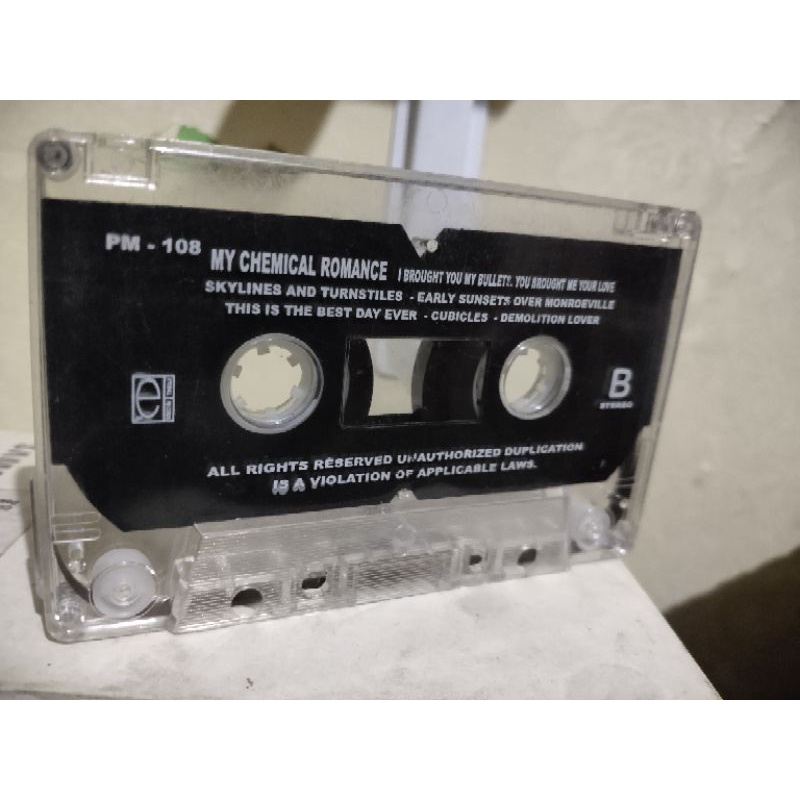 PM - 108
MY CHEMICAL ROMANCE I BROUGHT YOU MY BULLETS, YOU BROUGHT ME YOUR LOVE
SKYLINES AND TURNSTILES - EARLY SUNSETS OVER MONROEVILLE
THIS IS THE BEST DAY EVER - CUBICLES - DEMOLITION LOVER
B
STEREO
ALL RIGHTS RESERVED UNAUTHORIZED DUPLICATION
IS A VIOLATION OF APPLICABLE LAWS.